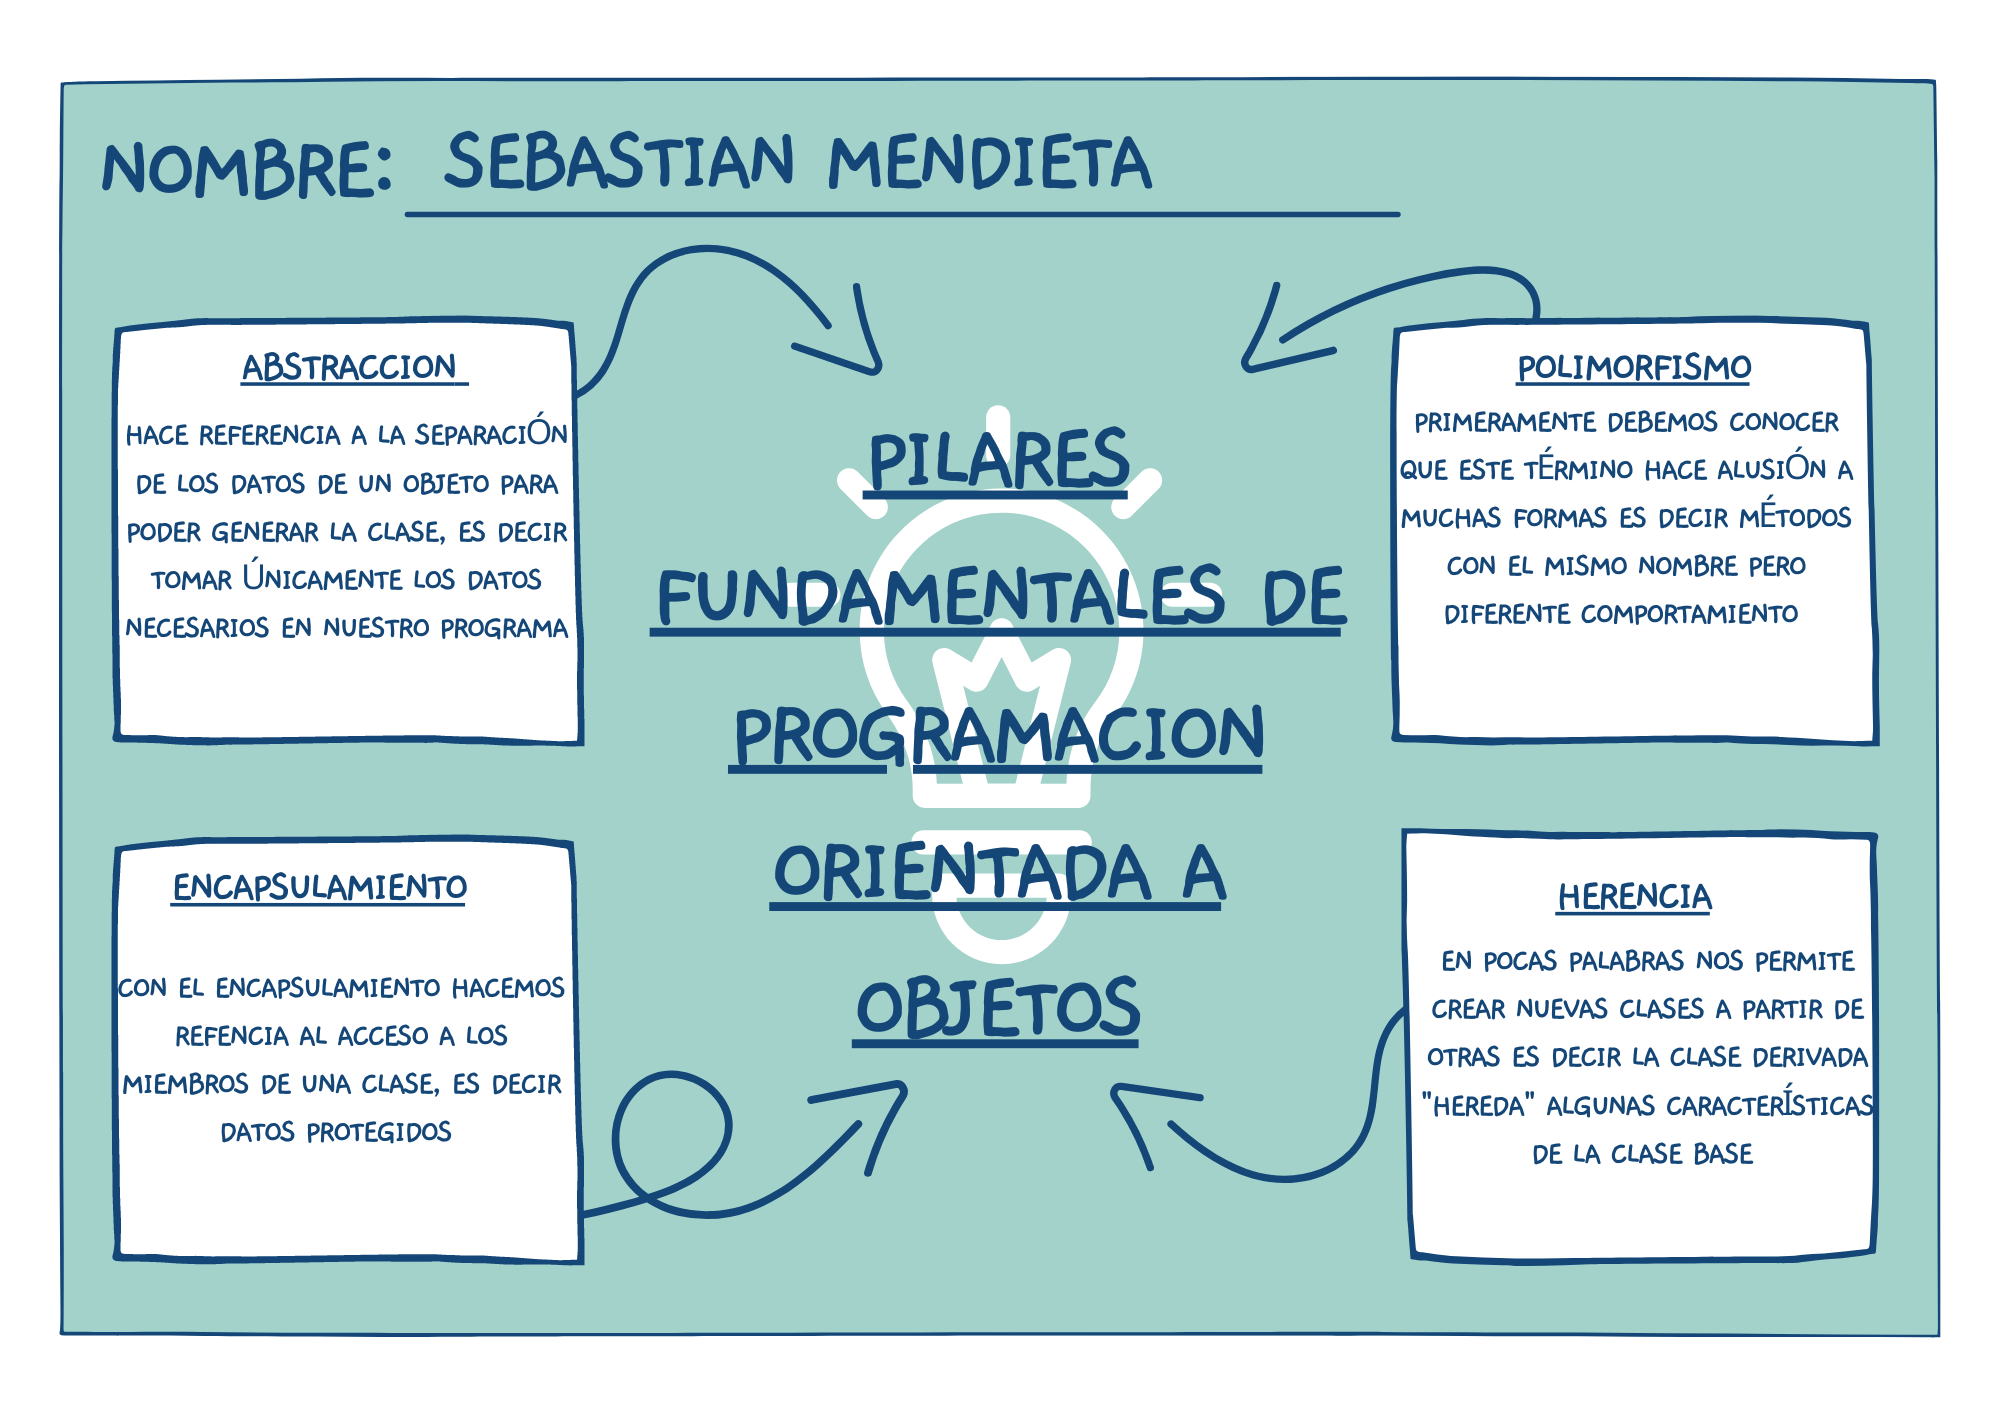 NOMBRE: SEBASTIAN MENDIETA
ABSTRACCION
HACE REFERENCIA A LA SEPARACIÓN
DE LOS DATOS DE UN OBJETO PARA
PODER GENERAR LA CLASE, ES DECIR
TOMAR ÚNICAMENTE LOS DATOS
NECESARIOS EN NUESTRO PROGRAMA
POLIMORFISMO
PRIMERAMENTE DEBEMOS CONOCER
QUE ESTE TÉRMINO HACE ALUSIÓN A
MUCHAS FORMAS ES DECIR MÉTODOS
CON EL MISMO NOMBRE PERO
DIFERENTE COMPORTAMIENTO
PILARES
FUNDAMENTALES DE
PROGRAMACION
ORIENTADA A
OBJETOS
ENCAPSULAMIENTO
CON EL ENCAPSULAMIENTO HACEMOS
REFENCIA AL ACCESO A LOS
MIEMBROS DE UNA CLASE, ES DECIR
DATOS PROTEGIDOS
HERENCIA
EN POCAS PALABRAS NOS PERMITE
CREAR NUEVAS CLASES A PARTIR DE
OTRAS ES DECIR LA CLASE DERIVADA
"HEREDA" ALGUNAS CARACTERÍSTICAS
DE LA CLASE BASE